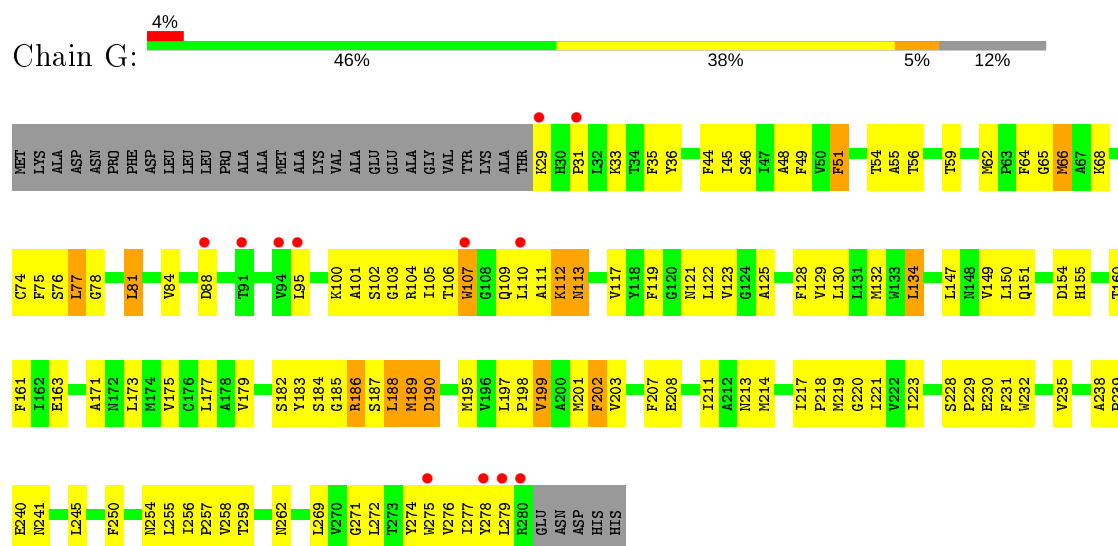 4%
Chain G:
46% 38% 5% 12%
MET LYS ALA ASP ASN PRO PHE ASP LEU LEU LEU PRO ALA ALA MET ALA LYS VAL ALA GLU GLU ALA GLY VAL TYR LYS ALA THR K29 H30 P31 L32 K33 T34 F35 Y36 F44 I45 S46 I47 A48 F49 V50 F51 T54 A55 T56 T59 M62 P63 F64 G65 M66 A67 K68
C74 F75 S76 L77 G78 L81 V84 D88 T91 V94 L95 K100 A101 S102 G103 R104 I105 T106 W107 G108 Q109 L110 A111 K112 N113 V117 Y118 F119 G120 N121 L122 V123 G124 A125 F128 V129 L130 L131 M132 W133 L134 L147 N148 V149 L150 Q151 D154 H155 T160
F161 I162 E163 A171 N172 L173 M174 V175 C176 L177 A178 V179 S182 Y183 S184 G185 R186 S187 L188 M189 D190 M195 V196 L197 P198 V199 A200 M201 F202 V203 F207 E208 I211 A212 N213 M214 I217 P218 M219 G220 I221 V222 I223 S228 P229 E230 F231 W232 V235 A238 P239
E240 N241 L245 F250 N254 L255 I256 P257 V258 T259 N262 L269 V270 G271 L272 T273 Y274 W275 V276 I277 Y278 L279 R280 GLU ASN ASP HIS HIS